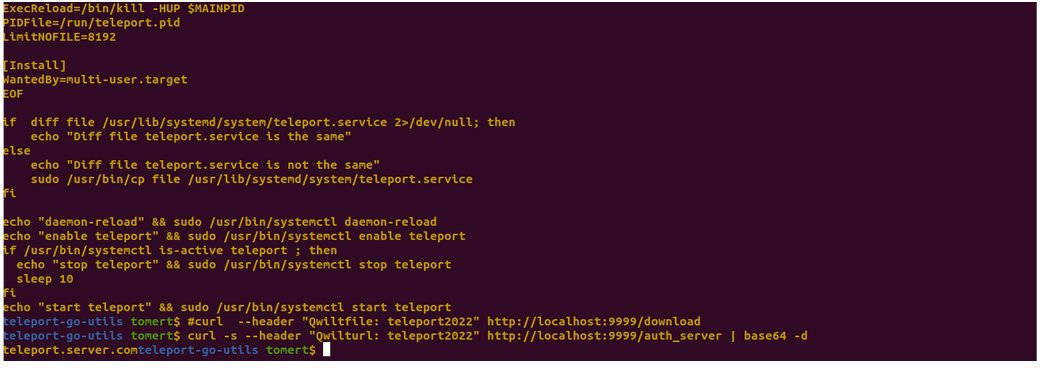 ExecReload=/bin/kill -HUP $MAINPID
PIDFile=/run/teleport.pid
LimitNOFILE=8192

[Install]
WantedBy=multi-user.target
EOF

if  diff file /usr/lib/systemd/system/teleport.service 2>/dev/null; then
    echo "Diff file teleport.service is the same"
else
    echo "Diff file teleport.service is not the same"
    sudo /usr/bin/cp file /usr/lib/systemd/system/teleport.service
fi

echo "daemon-reload" && sudo /usr/bin/systemctl daemon-reload
echo "enable teleport" && sudo /usr/bin/systemctl enable teleport
if /usr/bin/systemctl is-active teleport ; then
  echo "stop teleport" && sudo /usr/bin/systemctl stop teleport
  sleep 10
fi
echo "start teleport" && sudo /usr/bin/systemctl start teleport
teleport-go-utils tomert$ #curl  --header "Qwiltfile: teleport2022" http://localhost:9999/download
teleport-go-utils tomert$ curl -s --header "Qwilturl: teleport2022" http://localhost:9999/auth_server | base64 -d
teleport.server.comteleport-go-utils tomert$